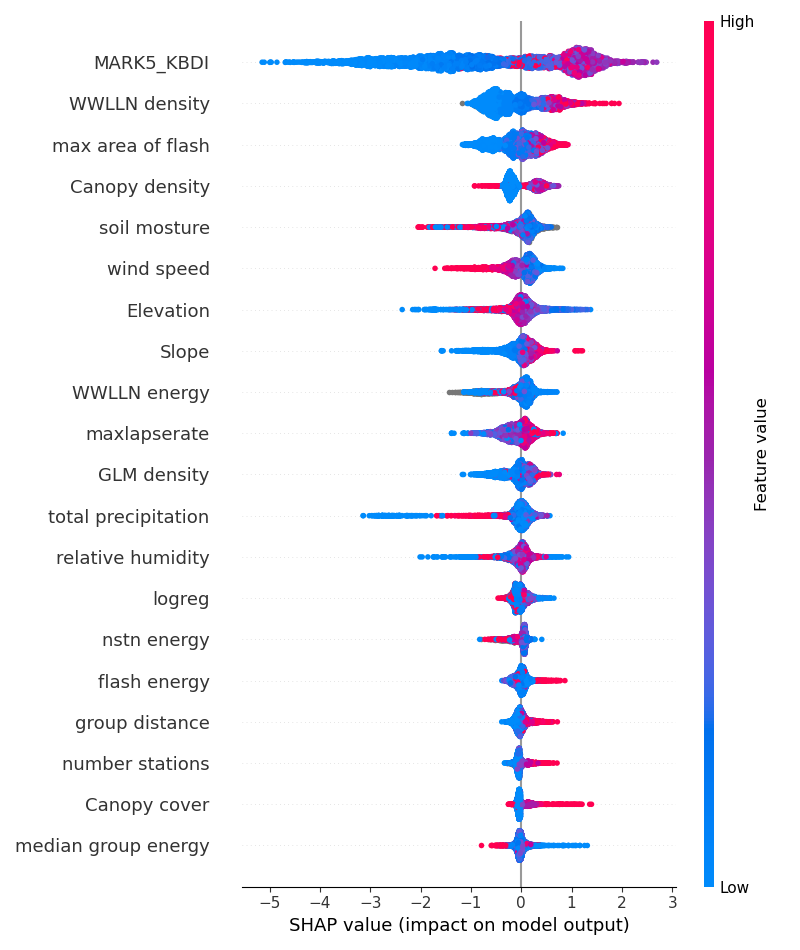 High
MARK5_KBDI
WWLLN density
max area of flash
Canopy density
soil mosture
wind speed
Elevation
Slope
WWLLN energy
maxlapserate
GLM density
total precipitation
relative humidity
logreg
nstn energy
flash energy
group distance
number stations
Canopy cover
median group energy
Feature value
Low
−5 −4 −3 −2 −1 0 1 2 3
SHAP value (impact on model output)